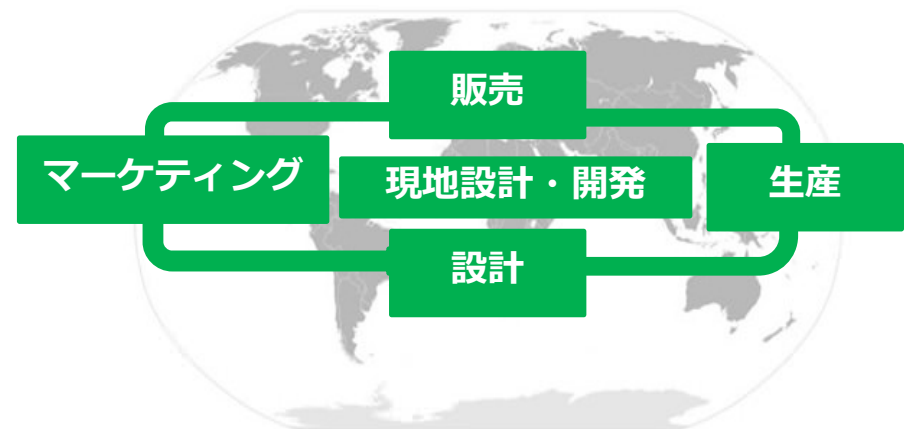 販売
マーケティング
現地設計・開発
生産
設計